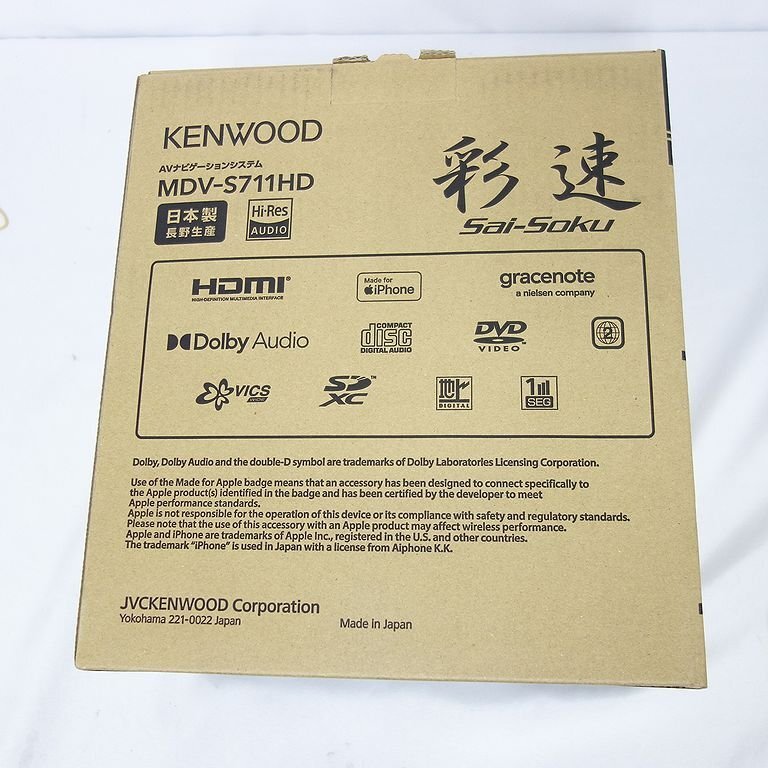 KENWOOD
AVナビゲーションシステム
MDV-S711HD
日本製
長野生産
Hi-Res
AUDIO
彩速
Sai-Soku
HDMI®
HIGH-DEFINITION MULTIMEDIA INTERFACE
Made for
iPhone
gracenote
a nielsen company
Dolby Audio
COMPACT
disc
DIGITAL AUDIO
DVD
VIDEO
2
VICS
WIDE
SD
XC™
地上
DIGITAL
1
SEG
Dolby, Dolby Audio and the double-D symbol are trademarks of Dolby Laboratories Licensing Corporation.
Use of the Made for Apple badge means that an accessory has been designed to connect specifically to
the Apple product(s) identified in the badge and has been certified by the developer to meet
Apple performance standards.
Apple is not responsible for the operation of this device or its compliance with safety and regulatory standards.
Please note that the use of this accessory with an Apple product may affect wireless performance.
Apple and iPhone are trademarks of Apple Inc., registered in the U.S. and other countries.
The trademark "iPhone" is used in Japan with a license from Aiphone K.K.
JVCKENWOOD Corporation
Yokohama 221-0022 Japan
Made in Japan